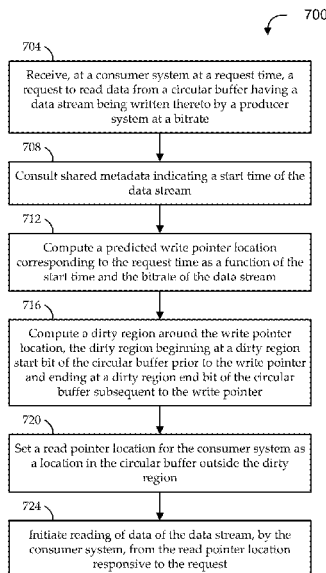 700
704
Receive, at a consumer system at a request time, a
request to read data from a circular buffer having a
data stream being written thereto by a producer
system at a bitrate
708
Consult shared metadata indicating a start time of the
data stream
712
Compute a predicted write pointer location
corresponding to the request time as a function of the
start time and the bitrate of the data stream
716
Compute a dirty region around the write pointer
location, the dirty region beginning at a dirty region
start bit of the circular buffer prior to the write pointer
and ending at a dirty region end bit of the circular
buffer subsequent to the write pointer
720
Set a read pointer location for the consumer system as
a location in the circular buffer outside the dirty
region
724
Initiate reading of data of the data stream, by the
consumer system, from the read pointer location
responsive to the request